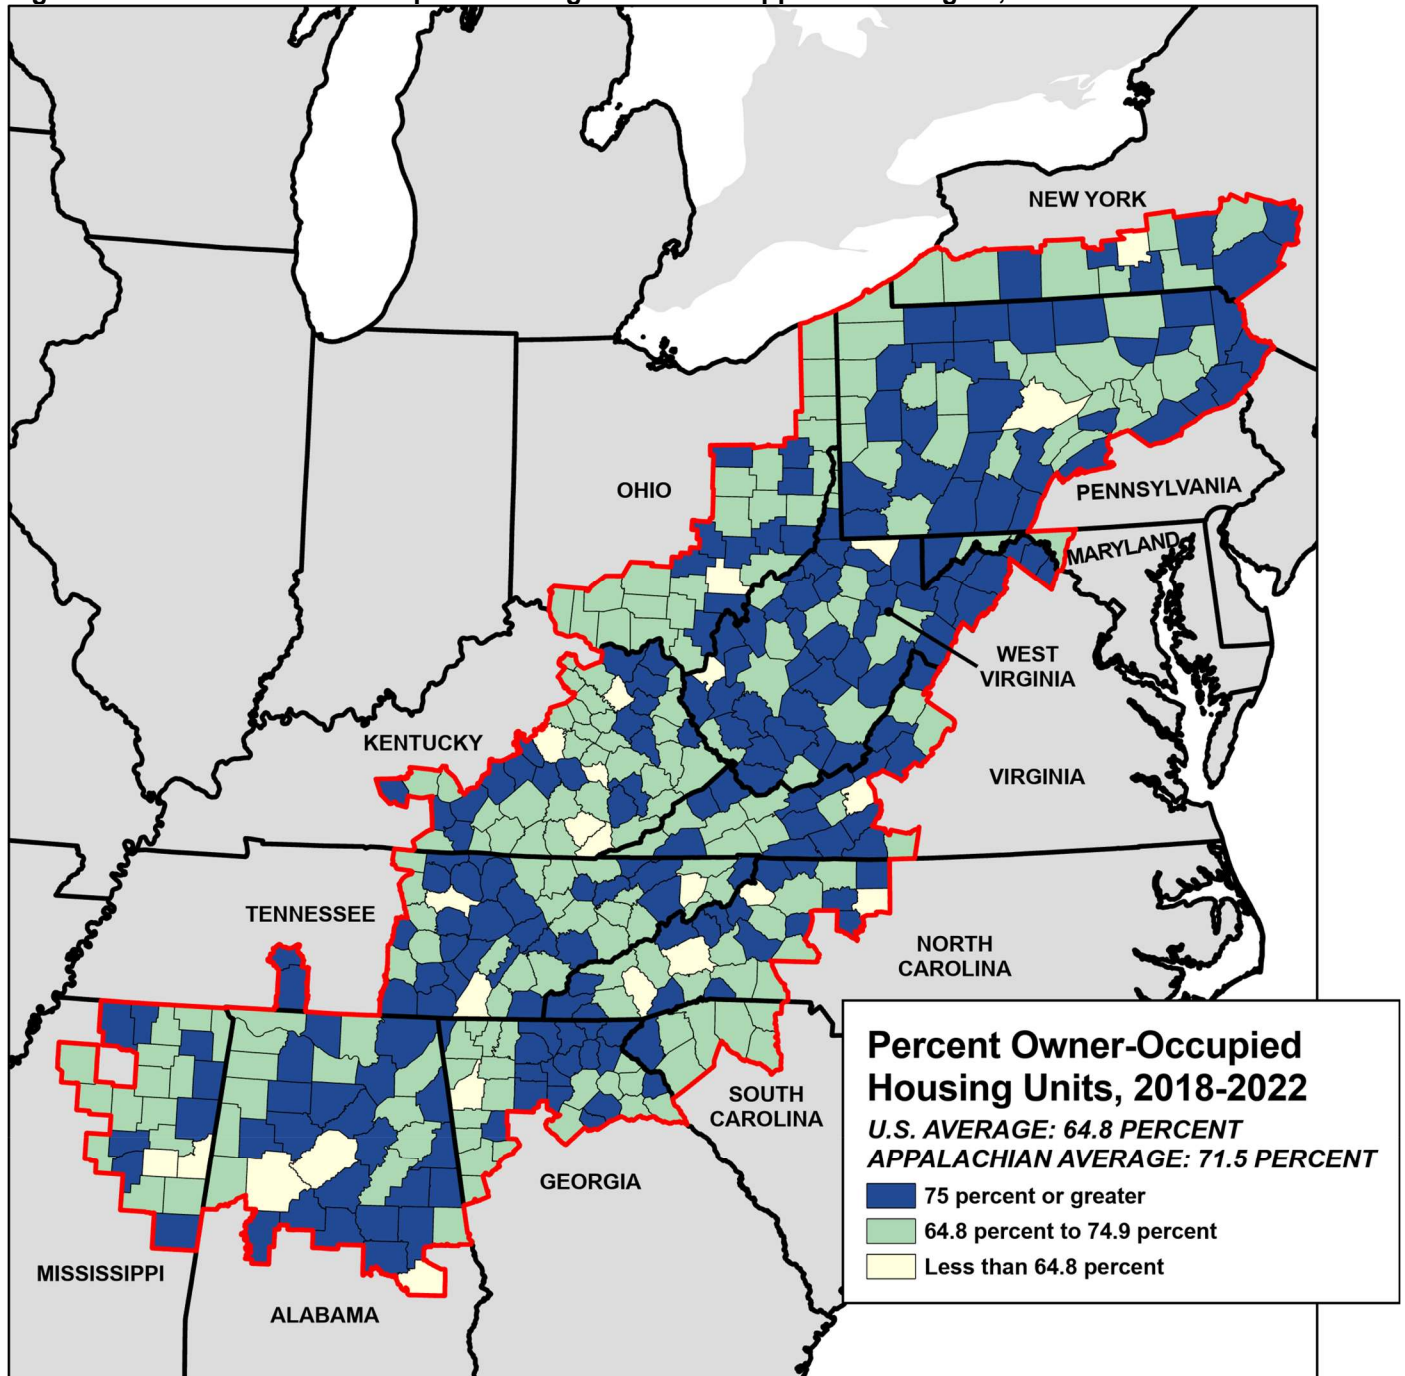 NEW YORK
OHIO
PENNSYLVANIA
MARYLAND
WEST
VIRGINIA
KENTUCKY
VIRGINIA
TENNESSEE
NORTH
CAROLINA
SOUTH
CAROLINA
GEORGIA
MISSISSIPPI
ALABAMA
Percent Owner-Occupied
Housing Units, 2018-2022
U.S. AVERAGE: 64.8 PERCENT
APPALACHIAN AVERAGE: 71.5 PERCENT
75 percent or greater
64.8 percent to 74.9 percent
Less than 64.8 percent